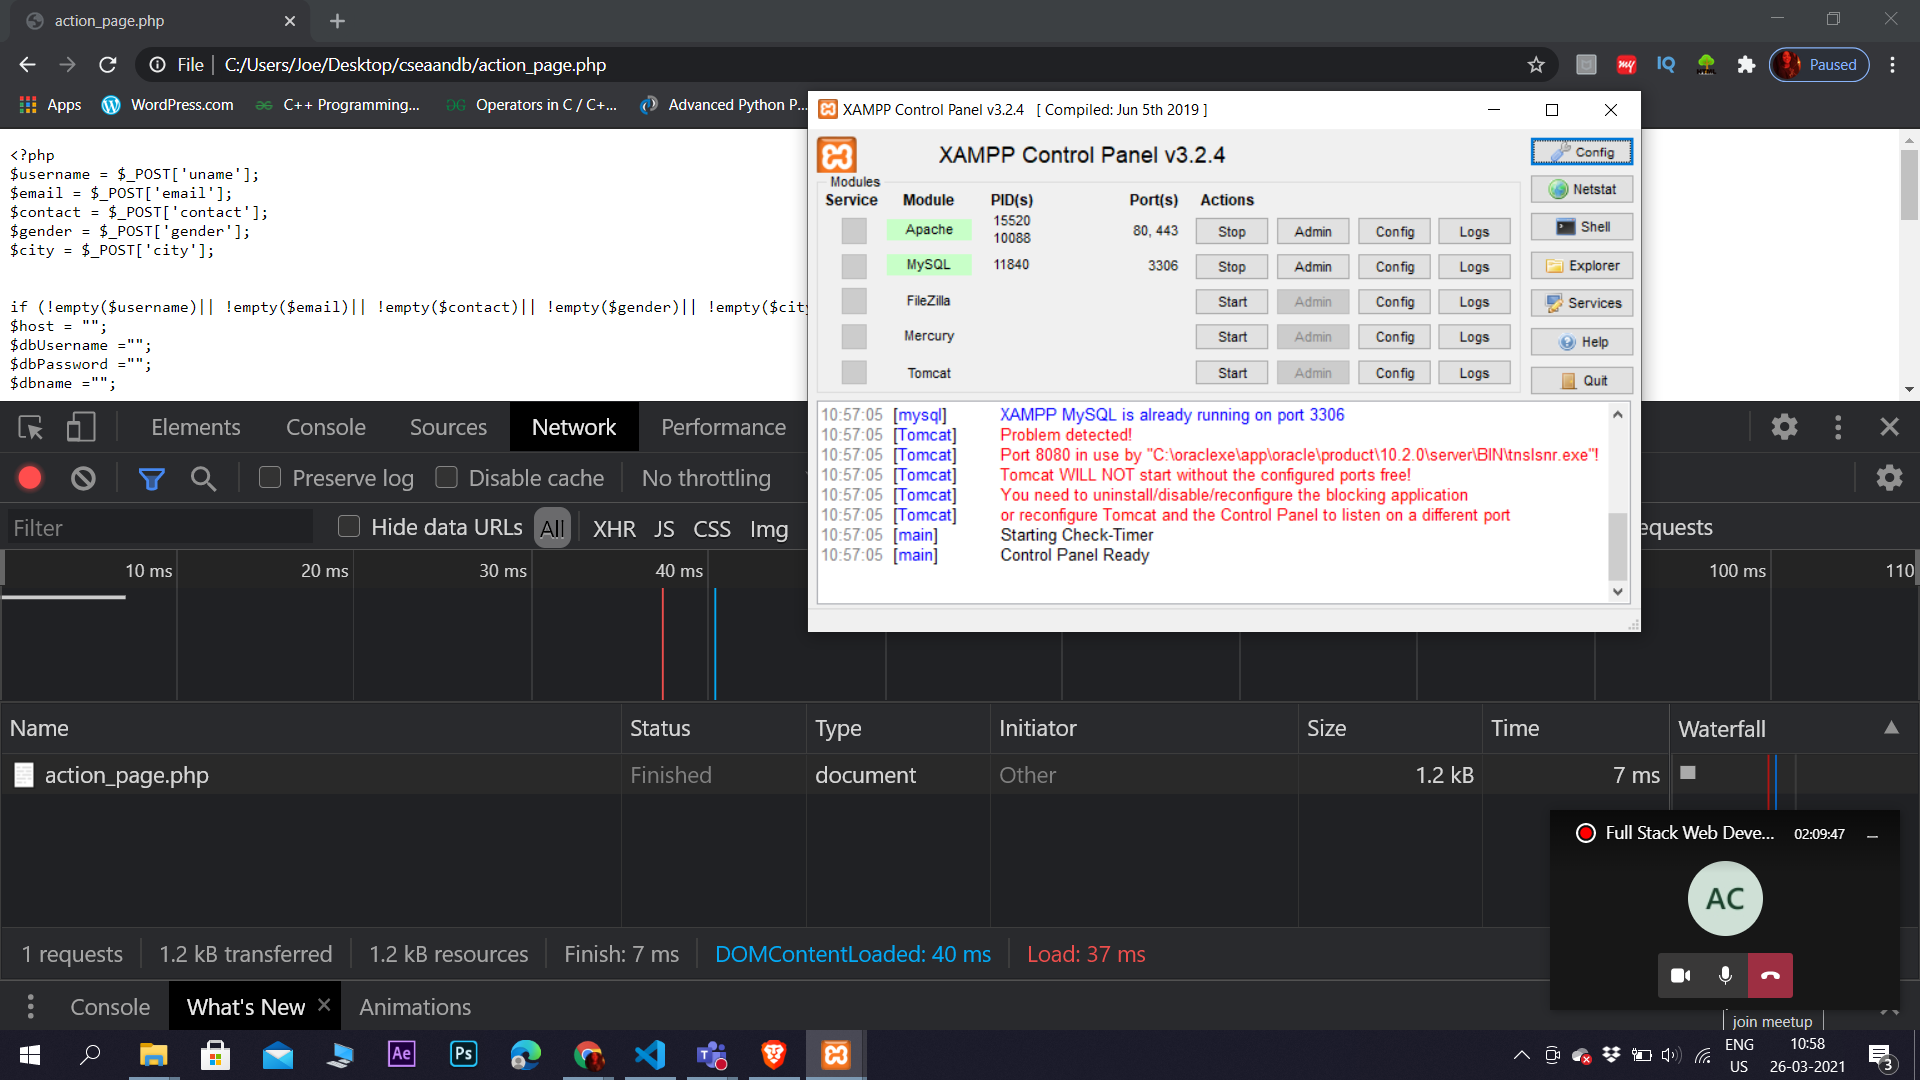 action_page.php
File
C:/Users/Joe/Desktop/cseaandb/action_page.php
my
IQ
Paused
Apps
WordPress.com
C++ Programming...
Operators in C / C+...
Advanced Python P...
<?php
$username = $_POST['uname'];
$email = $_POST['email'];
$contact = $_POST['contact'];
$gender = $_POST['gender'];
$city = $_POST['city'];
if (!empty($username)|| !empty($email)|| !empty($contact)|| !empty($gender)|| !empty($city
$host = "";
$dbUsername ="";
$dbPassword ="";
$dbname ="";
XAMPP Control Panel v3.2.4 [ Compiled: Jun 5th 2019 ]
XAMPP Control Panel v3.2.4
Config
Netstat
Shell
Explorer
Services
Help
Quit
Modules
Service Module PID(s) Port(s) Actions
Apache 15520 10088 80, 443 Stop Admin Config Logs
MySQL 11840 3306 Stop Admin Config Logs
FileZilla Start Admin Config Logs
Mercury Start Admin Config Logs
Tomcat Start Admin Config Logs
10:57:05 [mysql] XAMPP MySQL is already running on port 3306
10:57:05 [Tomcat] Problem detected!
10:57:05 [Tomcat] Port 8080 in use by "C:\oraclexe\app\oracle\product\10.2.0\server\BIN\tnslsnr.exe"!
10:57:05 [Tomcat] Tomcat WILL NOT start without the configured ports free!
10:57:05 [Tomcat] You need to uninstall/disable/reconfigure the blocking application
10:57:05 [Tomcat] or reconfigure Tomcat and the Control Panel to listen on a different port
10:57:05 [main] Starting Check-Timer
10:57:05 [main] Control Panel Ready
Elements Console Sources Network Performance
Preserve log Disable cache No throttling
Filter Hide data URLs All XHR JS CSS Img equests
10 ms 20 ms 30 ms 40 ms 100 ms 110
Name Status Type Initiator Size Time Waterfall
action_page.php Finished document Other 1.2 kB 7 ms
Full Stack Web Deve... 02:09:47
AC
1 requests 1.2 kB transferred 1.2 kB resources Finish: 7 ms DOMContentLoaded: 40 ms Load: 37 ms
Console What's New Animations
join meetup
Ae
Ps
ENG
US
10:58
26-03-2021
3